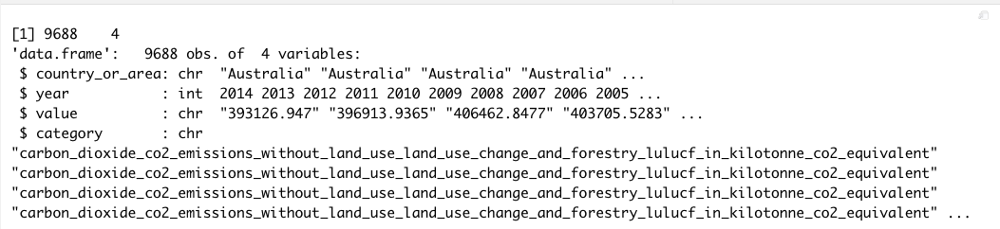 [1] 9688    4
'data.frame':   9688 obs. of  4 variables:
 $ country_or_area: chr  "Australia" "Australia" "Australia" "Australia" ...
 $ year           : int  2014 2013 2012 2011 2010 2009 2008 2007 2006 2005 ...
 $ value          : chr  "393126.947" "396913.9365" "406462.8477" "403705.5283" ...
 $ category       : chr
"carbon_dioxide_co2_emissions_without_land_use_land_use_change_and_forestry_lulucf_in_kilotonne_co2_equivalent"
"carbon_dioxide_co2_emissions_without_land_use_land_use_change_and_forestry_lulucf_in_kilotonne_co2_equivalent"
"carbon_dioxide_co2_emissions_without_land_use_land_use_change_and_forestry_lulucf_in_kilotonne_co2_equivalent"
"carbon_dioxide_co2_emissions_without_land_use_land_use_change_and_forestry_lulucf_in_kilotonne_co2_equivalent" ...